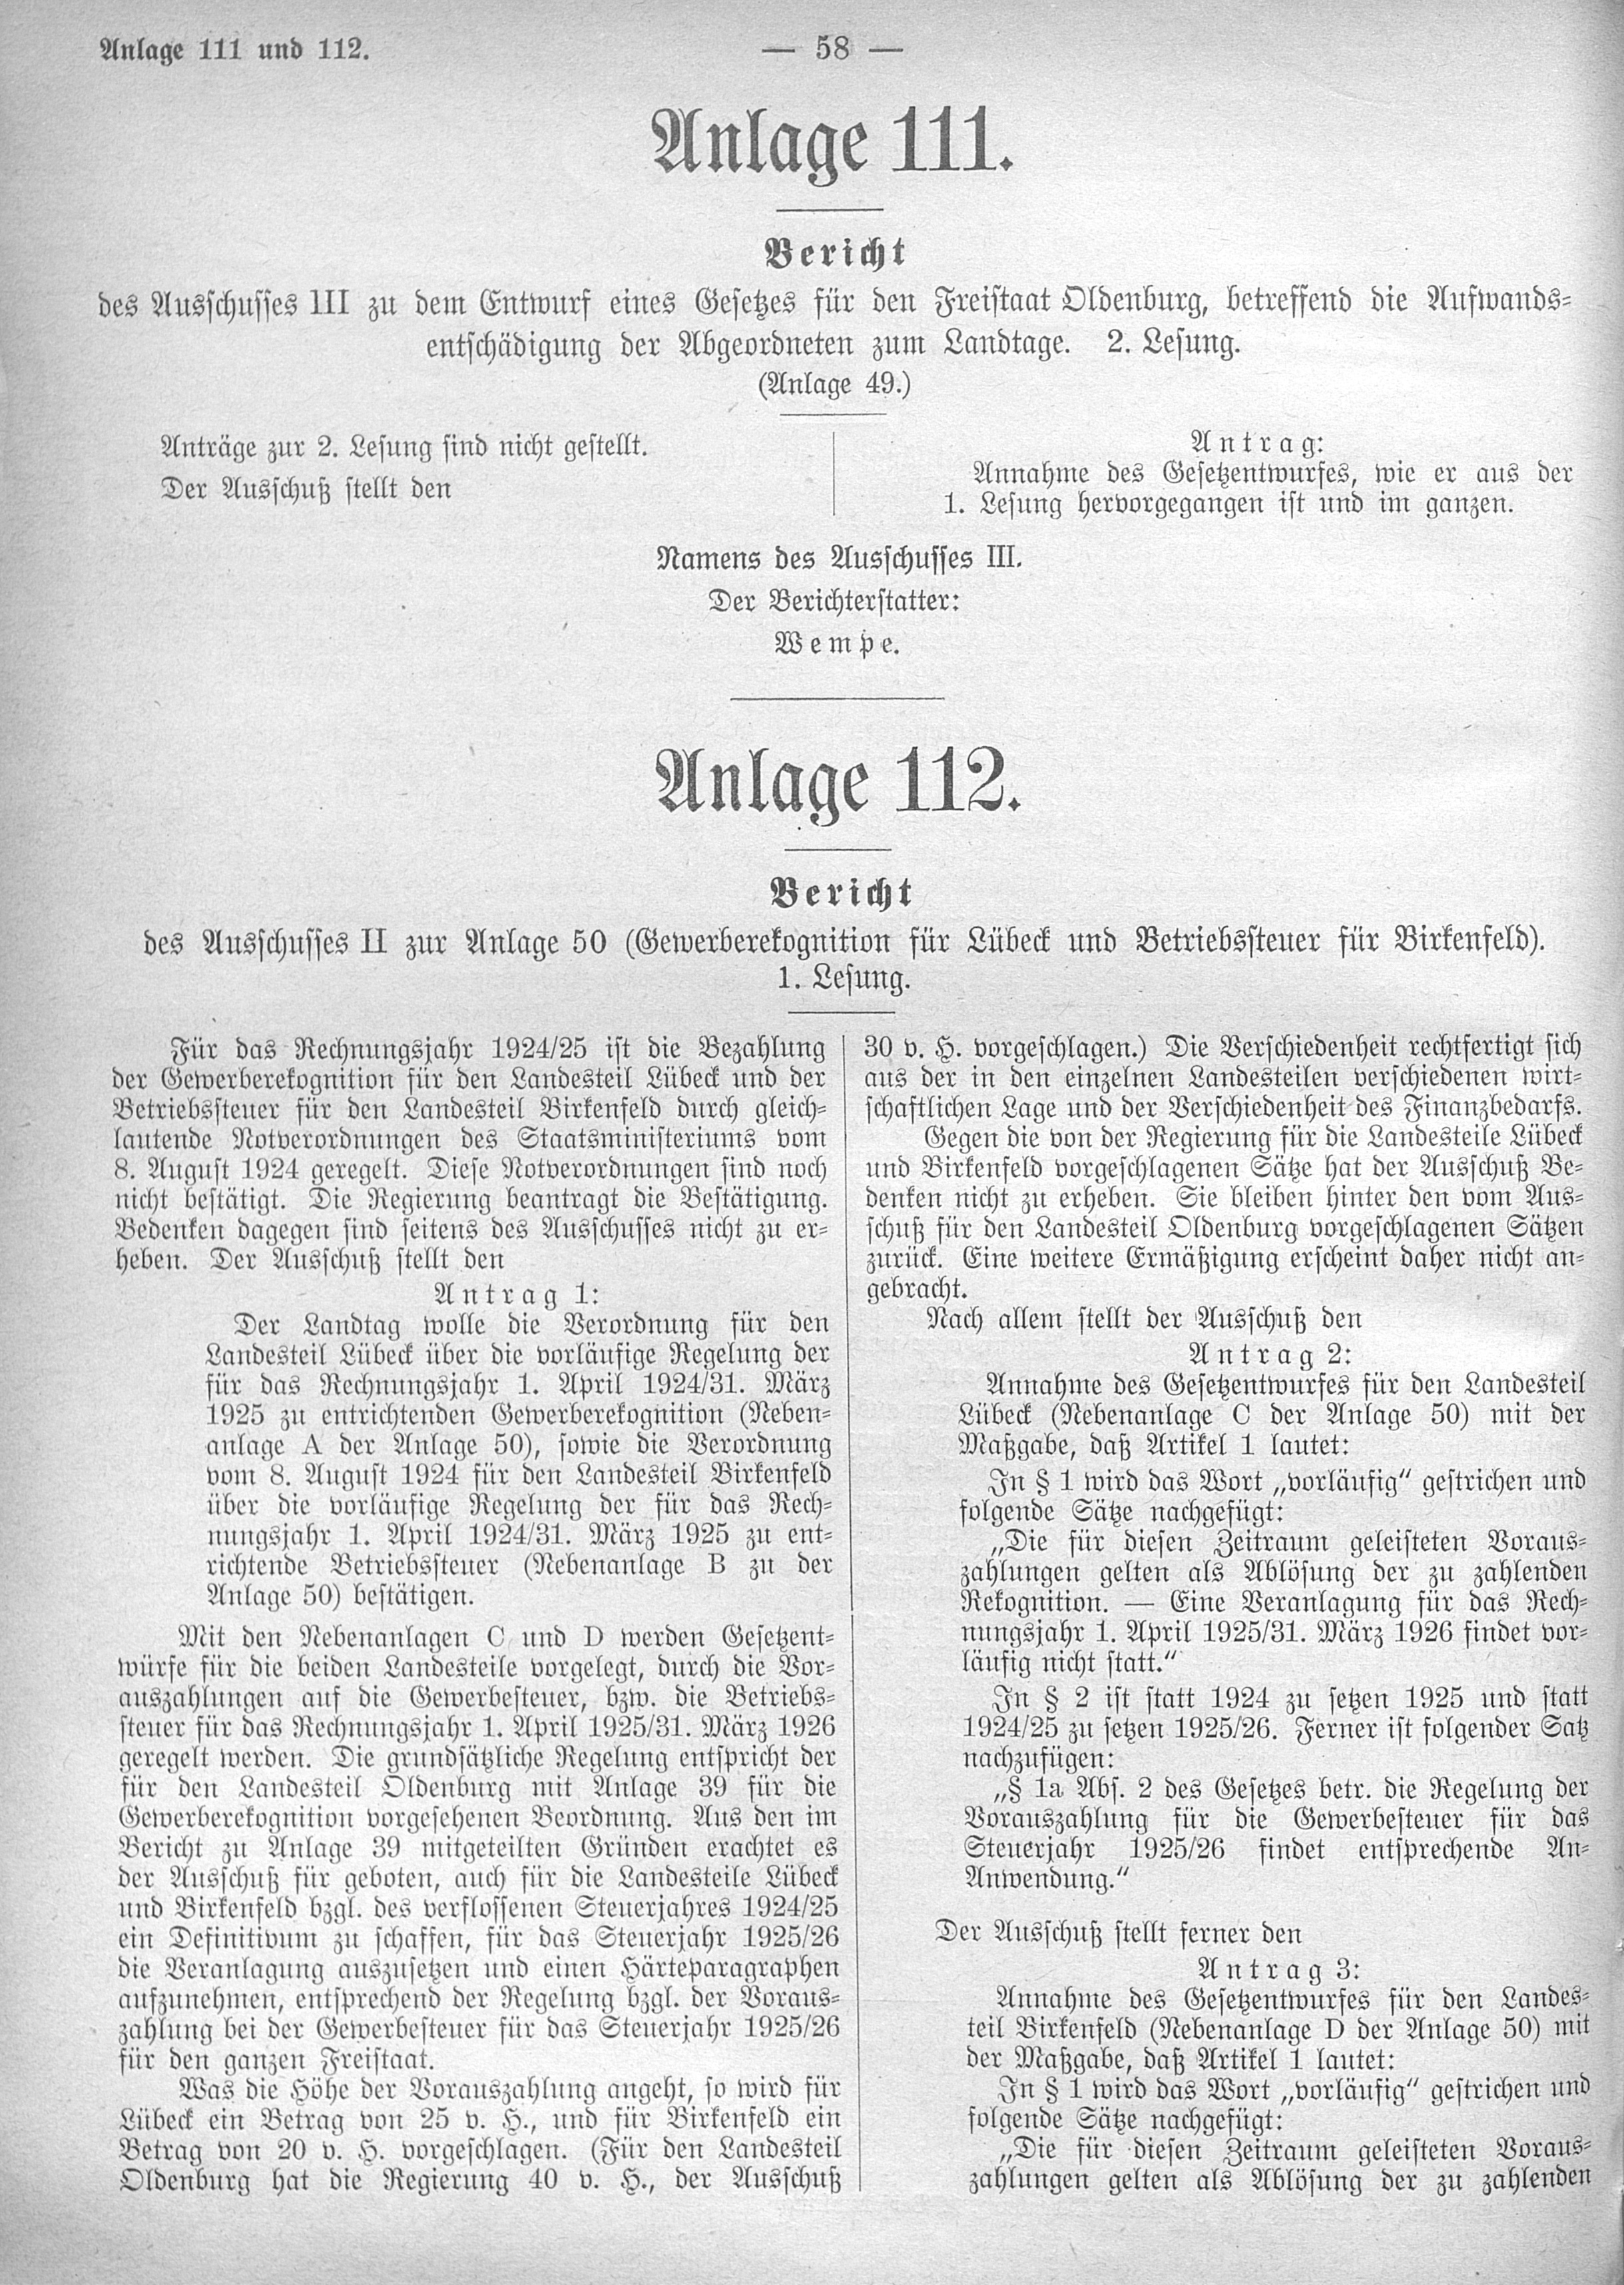 Anlage 111 und 112.
— 58 —
Anlage 111.
Bericht
des Ausschusses III zu dem Entwurf eines Gesetzes für den Freistaat Oldenburg, betreffend die Aufwands-
entschädigung der Abgeordneten zum Landtage. 2. Lesung.
(Anlage 49.)
Anträge zur 2. Lesung sind nicht gestellt.
Der Ausschuß stellt den
Antrag:
Annahme des Gesetzentwurfes, wie er aus der
1. Lesung hervorgegangen ist und im ganzen.
Namens des Ausschusses III.
Der Berichterstatter:
Wempe.
Anlage 112.
Bericht
des Ausschusses II zur Anlage 50 (Gewerberekognition für Lübeck und Betriebssteuer für Birkenfeld).
1. Lesung.
Für das Rechnungsjahr 1924/25 ist die Bezahlung
der Gewerberekognition für den Landesteil Lübeck und der
Betriebssteuer für den Landesteil Birkenfeld durch gleich-
lautende Notverordnungen des Staatsministeriums vom
8. August 1924 geregelt. Diese Notverordnungen sind noch
nicht bestätigt. Die Regierung beantragt die Bestätigung.
Bedenken dagegen sind seitens des Ausschusses nicht zu er-
heben. Der Ausschuß stellt den
Antrag 1:
Der Landtag wolle die Verordnung für den
Landesteil Lübeck über die vorläufige Regelung der
für das Rechnungsjahr 1. April 1924/31. März
1925 zu entrichtenden Gewerberekognition (Neben-
anlage A der Anlage 50), sowie die Verordnung
vom 8. August 1924 für den Landesteil Birkenfeld
über die vorläufige Regelung der für das Rech-
nungsjahr 1. April 1924/31. März 1925 zu ent-
richtende Betriebssteuer (Nebenanlage B zu der
Anlage 50) bestätigen.
Mit den Nebenanlagen C und D werden Gesetzent-
würfe für die beiden Landesteile vorgelegt, durch die Vor-
auszahlungen auf die Gewerbesteuer, bzw. die Betriebs-
steuer für das Rechnungsjahr 1. April 1925/31. März 1926
geregelt werden. Die grundsätzliche Regelung entspricht der
für den Landesteil Oldenburg mit Anlage 39 für die
Gewerberekognition vorgesehenen Beordnung. Aus den im
Bericht zu Anlage 39 mitgeteilten Gründen erachtet es
der Ausschuß für geboten, auch für die Landesteile Lübeck
und Birkenfeld bzgl. des verflossenen Steuerjahres 1924/25
ein Definitivum zu schaffen, für das Steuerjahr 1925/26
die Veranlagung auszusetzen und einen Härteparagraphen
aufzunehmen, entsprechend der Regelung bzgl. der Voraus-
zahlung bei der Gewerbesteuer für das Steuerjahr 1925/26
für den ganzen Freistaat.
Was die Höhe der Vorauszahlung angeht, so wird für
Lübeck ein Betrag von 25 v. H., und für Birkenfeld ein
Betrag von 20 v. H. vorgeschlagen. (Für den Landesteil
Oldenburg hat die Regierung 40 v. H., der Ausschuß
30 v. H. vorgeschlagen.) Die Verschiedenheit rechtfertigt sich
aus der in den einzelnen Landesteilen verschiedenen wirt-
schaftlichen Lage und der Verschiedenheit des Finanzbedarfs.
Gegen die von der Regierung für die Landesteile Lübeck
und Birkenfeld vorgeschlagenen Sätze hat der Ausschuß Be-
denken nicht zu erheben. Sie bleiben hinter den vom Aus-
schuß für den Landesteil Oldenburg vorgeschlagenen Sätzen
zurück. Eine weitere Ermäßigung erscheint daher nicht an-
gebracht.
Nach allem stellt der Ausschuß den
Antrag 2:
Annahme des Gesetzentwurfes für den Landesteil
Lübeck (Nebenanlage C der Anlage 50) mit der
Maßgabe, daß Artikel 1 lautet:
In § 1 wird das Wort „vorläufig“ gestrichen und
folgende Sätze nachgefügt:
„Die für diesen Zeitraum geleisteten Voraus-
zahlungen gelten als Ablösung der zu zahlenden
Rekognition. — Eine Veranlagung für das Rech-
nungsjahr 1. April 1925/31. März 1926 findet vor-
läufig nicht statt.“
In § 2 ist statt 1924 zu setzen 1925 und statt
1924/25 zu setzen 1925/26. Ferner ist folgender Satz
nachzufügen:
„§ 1a Abs. 2 des Gesetzes betr. die Regelung der
Vorauszahlung für die Gewerbesteuer für das
Steuerjahr 1925/26 findet entsprechende An-
Anwendung.“
Der Ausschuß stellt ferner den
Antrag 3:
Annahme des Gesetzentwurfes für den Landes-
teil Birkenfeld (Nebenanlage D der Anlage 50) mit
der Maßgabe, daß Artikel 1 lautet:
In § 1 wird das Wort „vorläufig“ gestrichen und
folgende Sätze nachgefügt:
„Die für diesen Zeitraum geleisteten Voraus-
zahlungen gelten als Ablösung der zu zahlenden